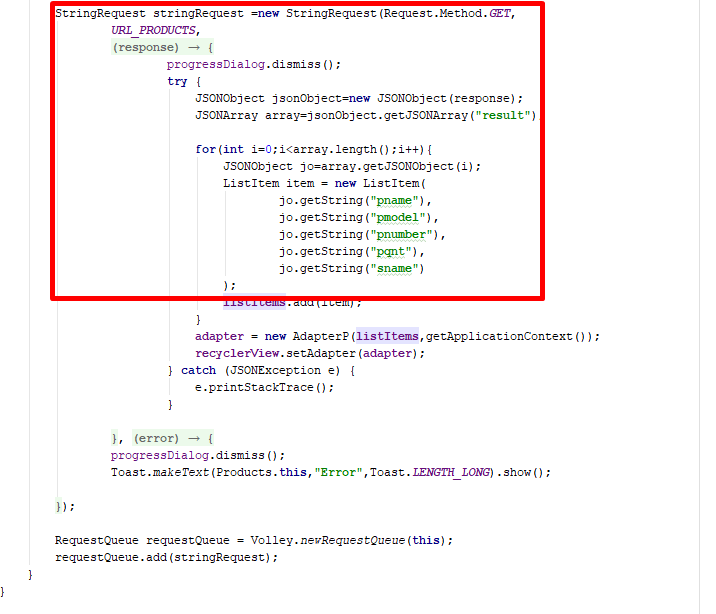 StringRequest stringRequest =new StringRequest(Request.Method.GET,
URL_PRODUCTS,
(response) → {
progressDialog.dismiss();
try {
JSONObject jsonObject=new JSONObject(response);
JSONArray array=jsonObject.getJSONArray("result")
for(int i=0;i<array.length();i++){
JSONObject jo=array.getJSONObject(i);
ListItem item = new ListItem(
jo.getString("pname"),
jo.getString("pmodel"),
jo.getString("pnumber"),
jo.getString("pqnt"),
jo.getString("sname")
);
listItems.add(item);
}
adapter = new AdapterP(listItems,getApplicationContext());
recyclerView.setAdapter(adapter);
} catch (JSONException e) {
e.printStackTrace();
}
}, (error) → {
progressDialog.dismiss();
Toast.makeText(Products.this,"Error",Toast.LENGTH_LONG).show();
});
RequestQueue requestQueue = Volley.newRequestQueue(this);
requestQueue.add(stringRequest);
}
}